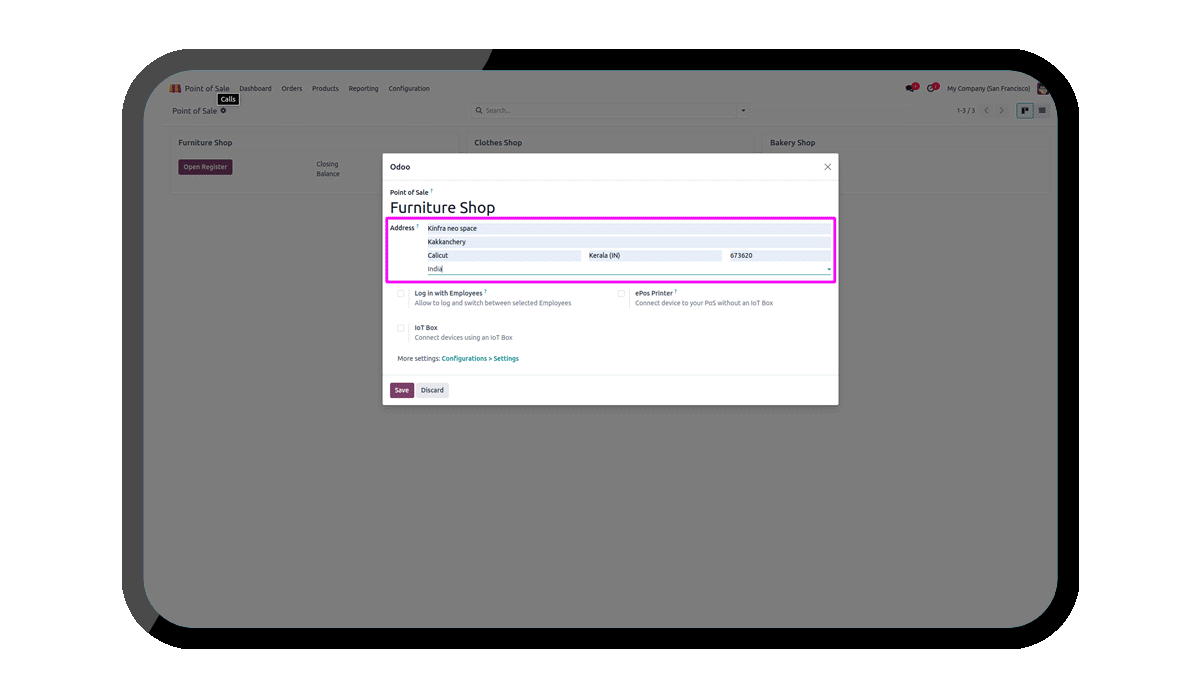 Point of Sale Dashboard Orders Products Reporting Configuration My Company (San Francisco)
Calls
Point of Sale Search... 1-3 / 3
Furniture Shop Clothes Shop Bakery Shop
Open Register Closing
Balance
Odoo
Point of Sale ?
Furniture Shop
Address ? Kinfra neo space
Kakkanchery
Calicut Kerala (IN) 673620
India
Log in with Employees ? ePos Printer ?
Allow to log and switch between selected Employees Connect device to your PoS without an IoT Box
IoT Box
Connect devices using an IoT Box
More settings: Configurations > Settings
Save Discard